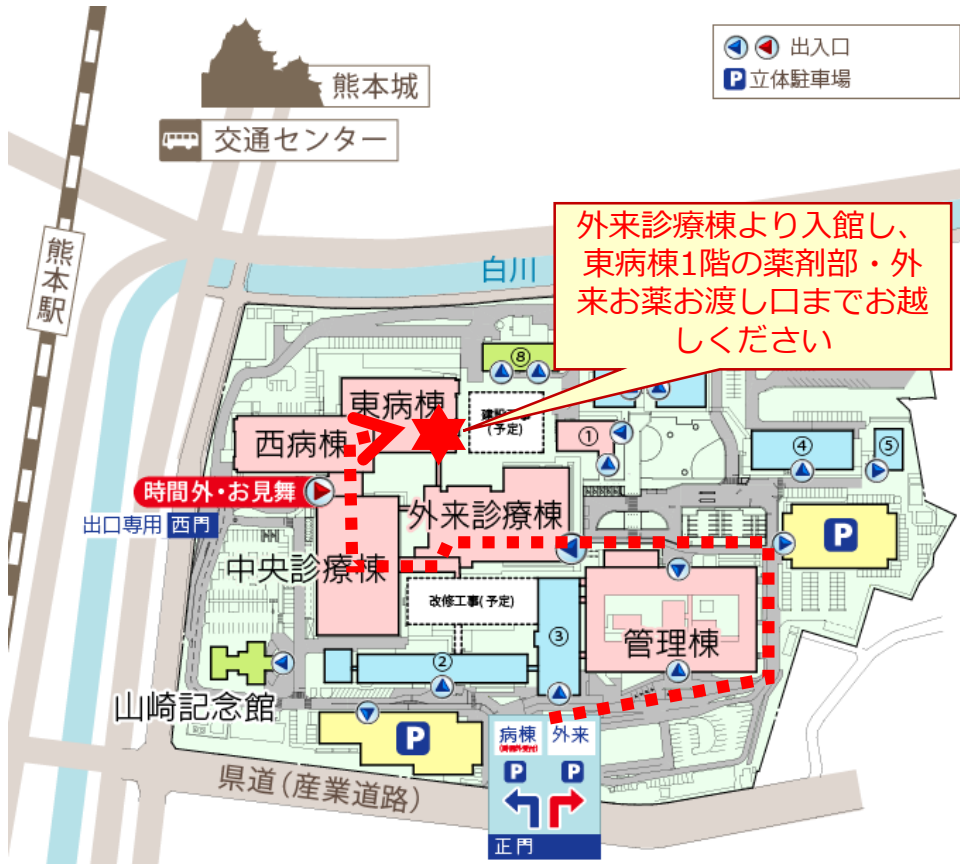 出入口
P 立体駐車場
熊本城
交通センター
熊本駅
白川
外来診療棟より入館し、
東病棟1階の薬剤部・外
来お薬お渡し口までお越
しください
⑧
東病棟
(予定)
西病棟
①
④
⑤
時間外・お見舞
外来診療棟
出口専用 西門
P
中央診療棟
改修工事(予定)
③
管理棟
②
山崎記念館
P
病棟 外来
P P
県道(産業道路)
正門